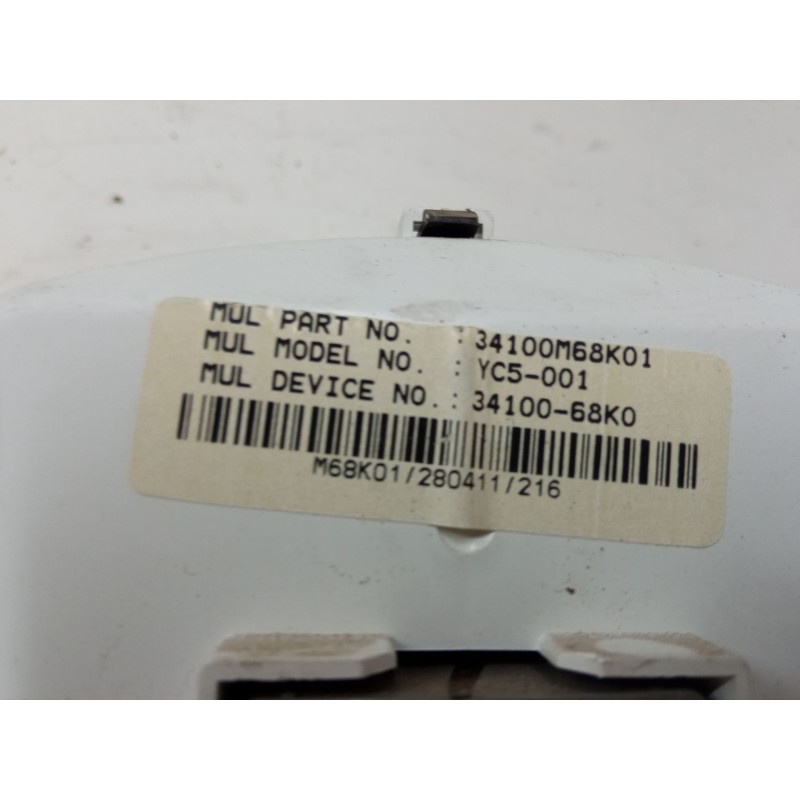 MUL PART NO. : 34100M68K01
MUL MODEL NO. : YC5-001
MUL DEVICE NO. : 34100-68K0
M68K01/280411/216